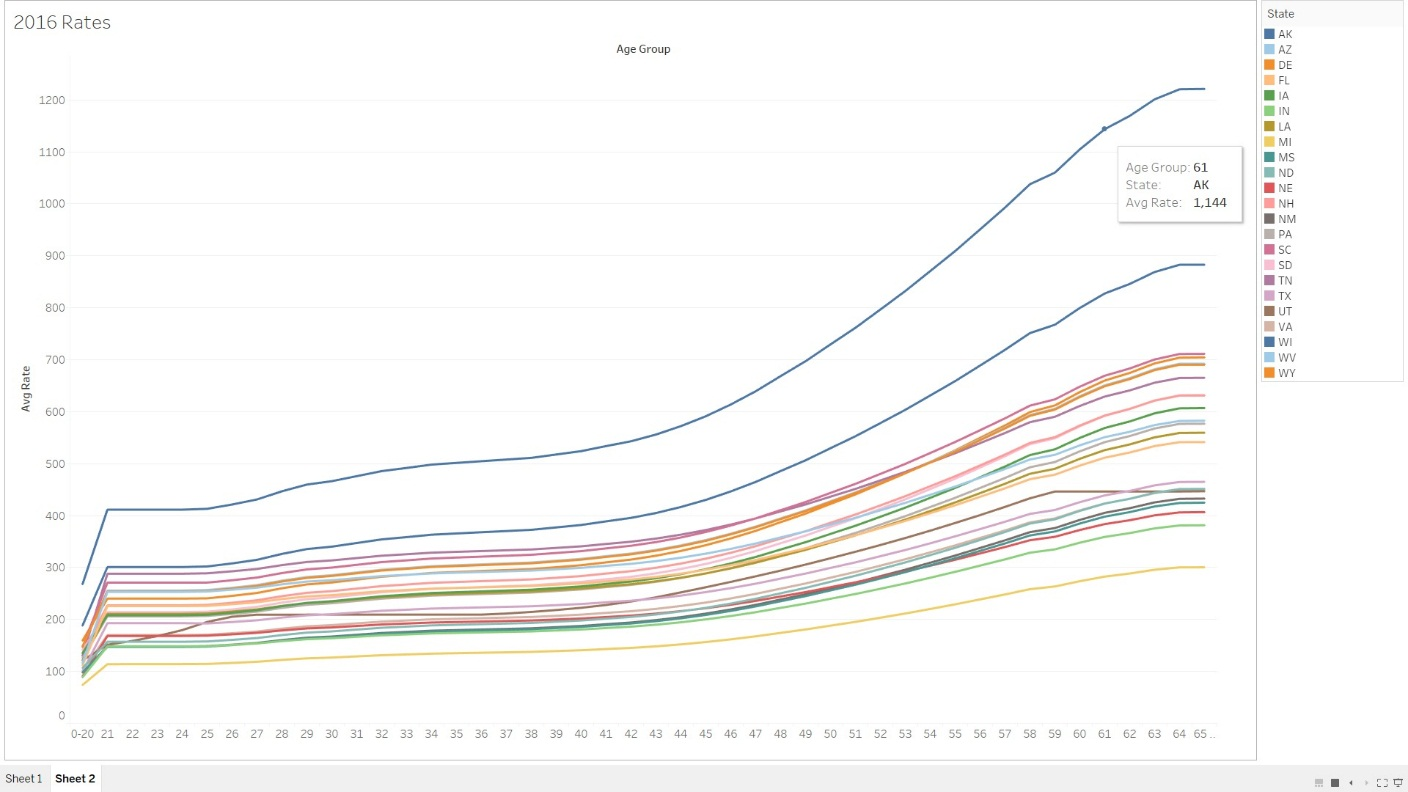 2016 Rates
Age Group
Avg Rate
1200
1100
1000
900
800
700
600
500
400
300
200
100
0
0-20 21 22 23 24 25 26 27 28 29 30 31 32 33 34 35 36 37 38 39 40 41 42 43 44 45 46 47 48 49 50 51 52 53 54 55 56 57 58 59 60 61 62 63 64 65 ..
Age Group: 61
State: AK
Avg Rate: 1,144
State
AK
AZ
DE
FL
IA
IN
LA
MI
MS
ND
NE
NH
NM
PA
SC
SD
TN
TX
UT
VA
WI
WV
WY
Sheet 1 Sheet 2